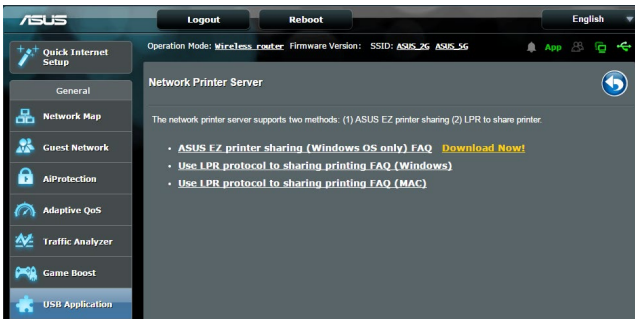 ASUS
Logout
Reboot
English
Quick Internet
Setup
Operation Mode: Wireless router Firmware Version: SSID: ASUS_2G ASUS_5G
App
General
Network Map
Guest Network
AiProtection
Adaptive QoS
Traffic Analyzer
Game Boost
USB Application
Network Printer Server
The network printer server supports two methods: (1) ASUS EZ printer sharing (2) LPR to share printer.
ASUS EZ printer sharing (Windows OS only) FAQ Download Now!
Use LPR protocol to sharing printing FAQ (Windows)
Use LPR protocol to sharing printing FAQ (MAC)